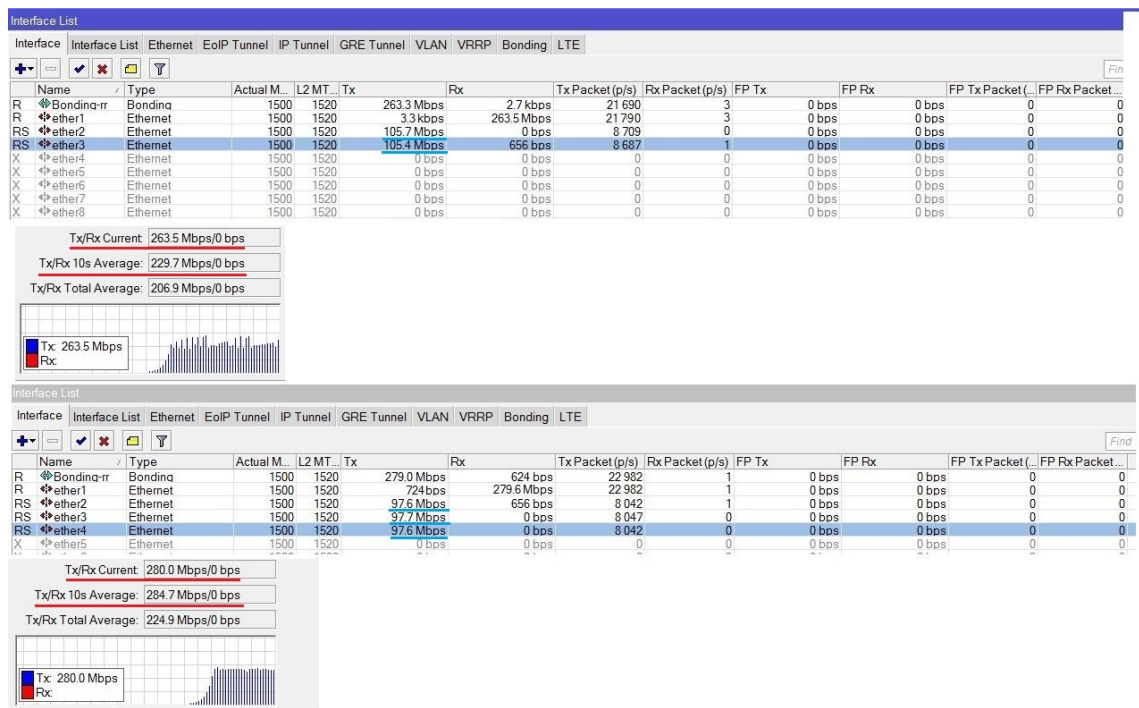 Interface List
Interface Interface List Ethernet EoIP Tunnel IP Tunnel GRE Tunnel VLAN VRRP Bonding LTE
Fin
Name / Type Actual M... L2 MT... Tx Rx Tx Packet (p/s) Rx Packet (p/s) FP Tx FP Rx FP Tx Packet (... FP Rx Packet ...
R Bonding-rr Bonding 1500 1520 263.3 Mbps 2.7 kbps 21 690 3 0 bps 0 bps 0 0
R ether1 Ethernet 1500 1520 3.3 kbps 263.5 Mbps 21 790 3 0 bps 0 bps 0 0
RS ether2 Ethernet 1500 1520 105.7 Mbps 0 bps 8 709 0 0 bps 0 bps 0 0
RS ether3 Ethernet 1500 1520 105.4 Mbps 656 bps 8 687 1 0 bps 0 bps 0 0
X ether4 Ethernet 1500 1520 0 bps 0 bps 0 0 0 bps 0 bps 0 0
X ether5 Ethernet 1500 1520 0 bps 0 bps 0 0 0 bps 0 bps 0 0
X ether6 Ethernet 1500 1520 0 bps 0 bps 0 0 0 bps 0 bps 0 0
X ether7 Ethernet 1500 1520 0 bps 0 bps 0 0 0 bps 0 bps 0 0
X ether8 Ethernet 1500 1520 0 bps 0 bps 0 0 0 bps 0 bps 0 0
Tx/Rx Current: 263.5 Mbps/0 bps
Tx/Rx 10s Average: 229.7 Mbps/0 bps
Tx/Rx Total Average: 206.9 Mbps/0 bps
Tx: 263.5 Mbps
Rx:
Interface List
Interface Interface List Ethernet EoIP Tunnel IP Tunnel GRE Tunnel VLAN VRRP Bonding LTE
Find
Name / Type Actual M... L2 MT... Tx Rx Tx Packet (p/s) Rx Packet (p/s) FP Tx FP Rx FP Tx Packet (... FP Rx Packet ...
R Bonding-rr Bonding 1500 1520 279.0 Mbps 624 bps 22 982 1 0 bps 0 bps 0 0
R ether1 Ethernet 1500 1520 724 bps 279.6 Mbps 22 982 1 0 bps 0 bps 0 0
RS ether2 Ethernet 1500 1520 97.6 Mbps 656 bps 8 042 1 0 bps 0 bps 0 0
RS ether3 Ethernet 1500 1520 97.7 Mbps 0 bps 8 047 0 0 bps 0 bps 0 0
RS ether4 Ethernet 1500 1520 97.6 Mbps 0 bps 8 042 0 0 bps 0 bps 0 0
X ether5 Ethernet 1500 1520 0 bps 0 bps 0 0 0 bps 0 bps 0 0
Tx/Rx Current: 280.0 Mbps/0 bps
Tx/Rx 10s Average: 284.7 Mbps/0 bps
Tx/Rx Total Average: 224.9 Mbps/0 bps
Tx: 280.0 Mbps
Rx: